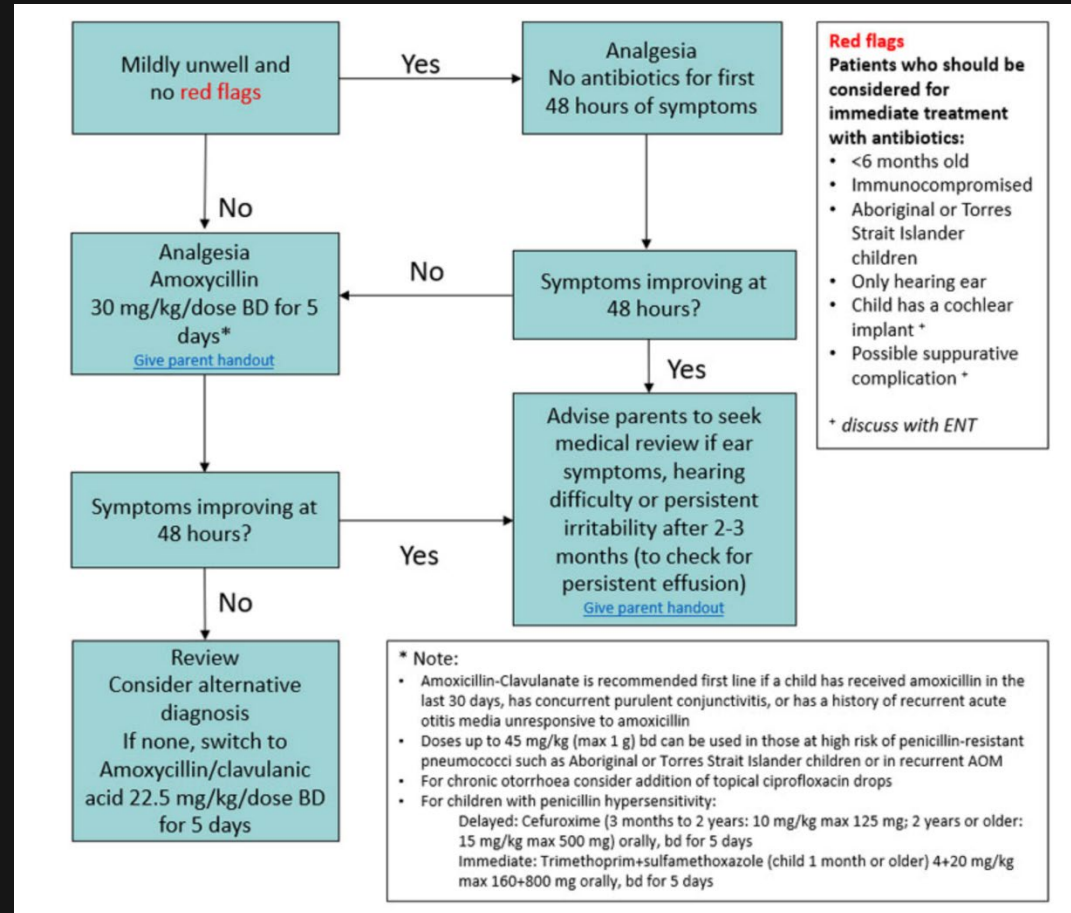 Mildly unwell and
no red flags
Yes
Analgesia
No antibiotics for first
48 hours of symptoms
No
Analgesia
Amoxycillin
30 mg/kg/dose BD for 5
days*
Give parent handout
No
Symptoms improving at
48 hours?
Yes
Symptoms improving at
48 hours?
Yes
Advise parents to seek
medical review if ear
symptoms, hearing
difficulty or persistent
irritability after 2-3
months (to check for
persistent effusion)
Give parent handout
No
Review
Consider alternative
diagnosis
If none, switch to
Amoxycillin/clavulanic
acid 22.5 mg/kg/dose BD
for 5 days
Red flags
Patients who should be
considered for
immediate treatment
with antibiotics:
• <6 months old
• Immunocompromised
• Aboriginal or Torres
Strait Islander
children
• Only hearing ear
• Child has a cochlear
implant +
• Possible suppurative
complication +
+ discuss with ENT
* Note:
• Amoxicillin-Clavulanate is recommended first line if a child has received amoxicillin in the
last 30 days, has concurrent purulent conjunctivitis, or has a history of recurrent acute
otitis media unresponsive to amoxicillin
• Doses up to 45 mg/kg (max 1 g) bd can be used in those at high risk of penicillin-resistant
pneumococci such as Aboriginal or Torres Strait Islander children or in recurrent AOM
• For chronic otorrhoea consider addition of topical ciprofloxacin drops
• For children with penicillin hypersensitivity:
Delayed: Cefuroxime (3 months to 2 years: 10 mg/kg max 125 mg; 2 years or older:
15 mg/kg max 500 mg) orally, bd for 5 days
Immediate: Trimethoprim+sulfamethoxazole (child 1 month or older) 4+20 mg/kg
max 160+800 mg orally, bd for 5 days